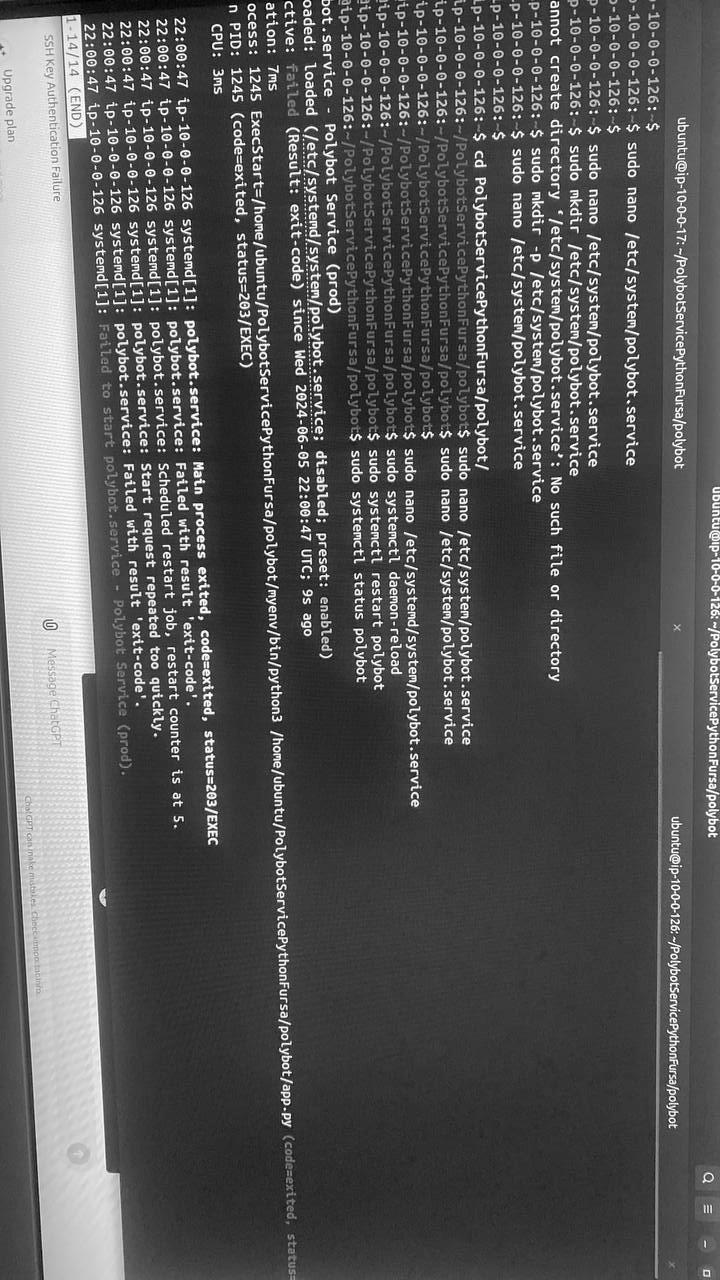 ubuntu@ip-10-0-0-126: ~/PolybotServicePythonFursa/polybot
ubuntu@ip-10-0-0-17: ~/PolybotServicePythonFursa/polybot × ubuntu@ip-10-0-0-126: ~/PolybotServicePythonFursa/polybot ×
p-10-0-0-126:~$
p-10-0-0-126:~$ sudo nano /etc/system/polybot.service
p-10-0-0-126:~$
p-10-0-0-126:~$ sudo nano /etc/system/polybot.service
p-10-0-0-126:~$ sudo mkdir /etc/system/polybot.service
annot create directory '/etc/system/polybot.service': No such file or directory
p-10-0-0-126:~$ sudo mkdir -p /etc/system/polybot.service
p-10-0-0-126:~$ sudo nano /etc/system/polybot.service
p-10-0-0-126:~$
p-10-0-0-126:~$ cd PolybotServicePythonFursa/polybot/
ip-10-0-0-126:~/PolybotServicePythonFursa/polybot$ sudo nano /etc/system/polybot.service
ip-10-0-0-126:~/PolybotServicePythonFursa/polybot$ sudo nano /etc/system/polybot.service
ip-10-0-0-126:~/PolybotServicePythonFursa/polybot$
ip-10-0-0-126:~/PolybotServicePythonFursa/polybot$ sudo nano /etc/systemd/system/polybot.service
@ip-10-0-0-126:~/PolybotServicePythonFursa/polybot$ sudo systemctl daemon-reload
@ip-10-0-0-126:~/PolybotServicePythonFursa/polybot$ sudo systemctl restart polybot
@ip-10-0-0-126:~/PolybotServicePythonFursa/polybot$ sudo systemctl status polybot
bot.service - Polybot Service (prod)
oaded: loaded (/etc/systemd/system/polybot.service; disabled; preset: enabled)
ctive: failed (Result: exit-code) since Wed 2024-06-05 22:00:47 UTC; 9s ago
ation: 7ms
ocess: 1245 ExecStart=/home/ubuntu/PolybotServicePythonFursa/polybot/myenv/bin/python3 /home/ubuntu/PolybotServicePythonFursa/polybot/app.py (code=exited, status=
n PID: 1245 (code=exited, status=203/EXEC)
CPU: 3ms
22:00:47 ip-10-0-0-126 systemd[1]: polybot.service: Main process exited, code=exited, status=203/EXEC
22:00:47 ip-10-0-0-126 systemd[1]: polybot.service: Failed with result 'exit-code'.
22:00:47 ip-10-0-0-126 systemd[1]: polybot.service: Scheduled restart job, restart counter is at 5.
22:00:47 ip-10-0-0-126 systemd[1]: polybot.service: Start request repeated too quickly.
22:00:47 ip-10-0-0-126 systemd[1]: polybot.service: Failed with result 'exit-code'.
22:00:47 ip-10-0-0-126 systemd[1]: Failed to start polybot.service - Polybot Service (prod).
1-14/14 (END)
SSH Key Authentication Failure
Message ChatGPT
Upgrade plan
ChatGPT can make mistakes. Check important info.